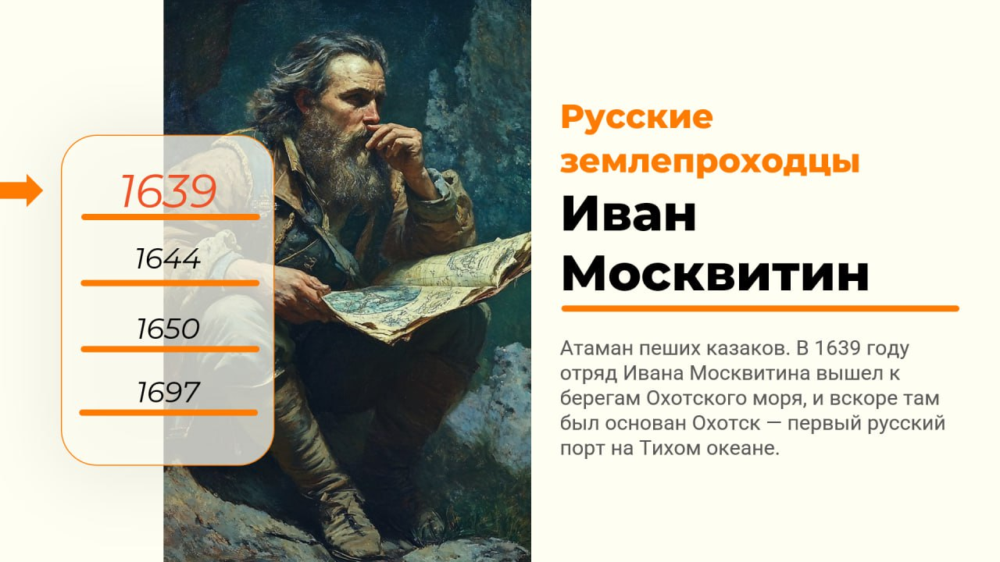 1639
1644
1650
1697
Русские
землепроходцы
Иван
Москвитин
Атаман пеших казаков. В 1639 году
отряд Ивана Москвитина вышел к
берегам Охотского моря, и вскоре там
был основан Охотск — первый русский
порт на Тихом океане.